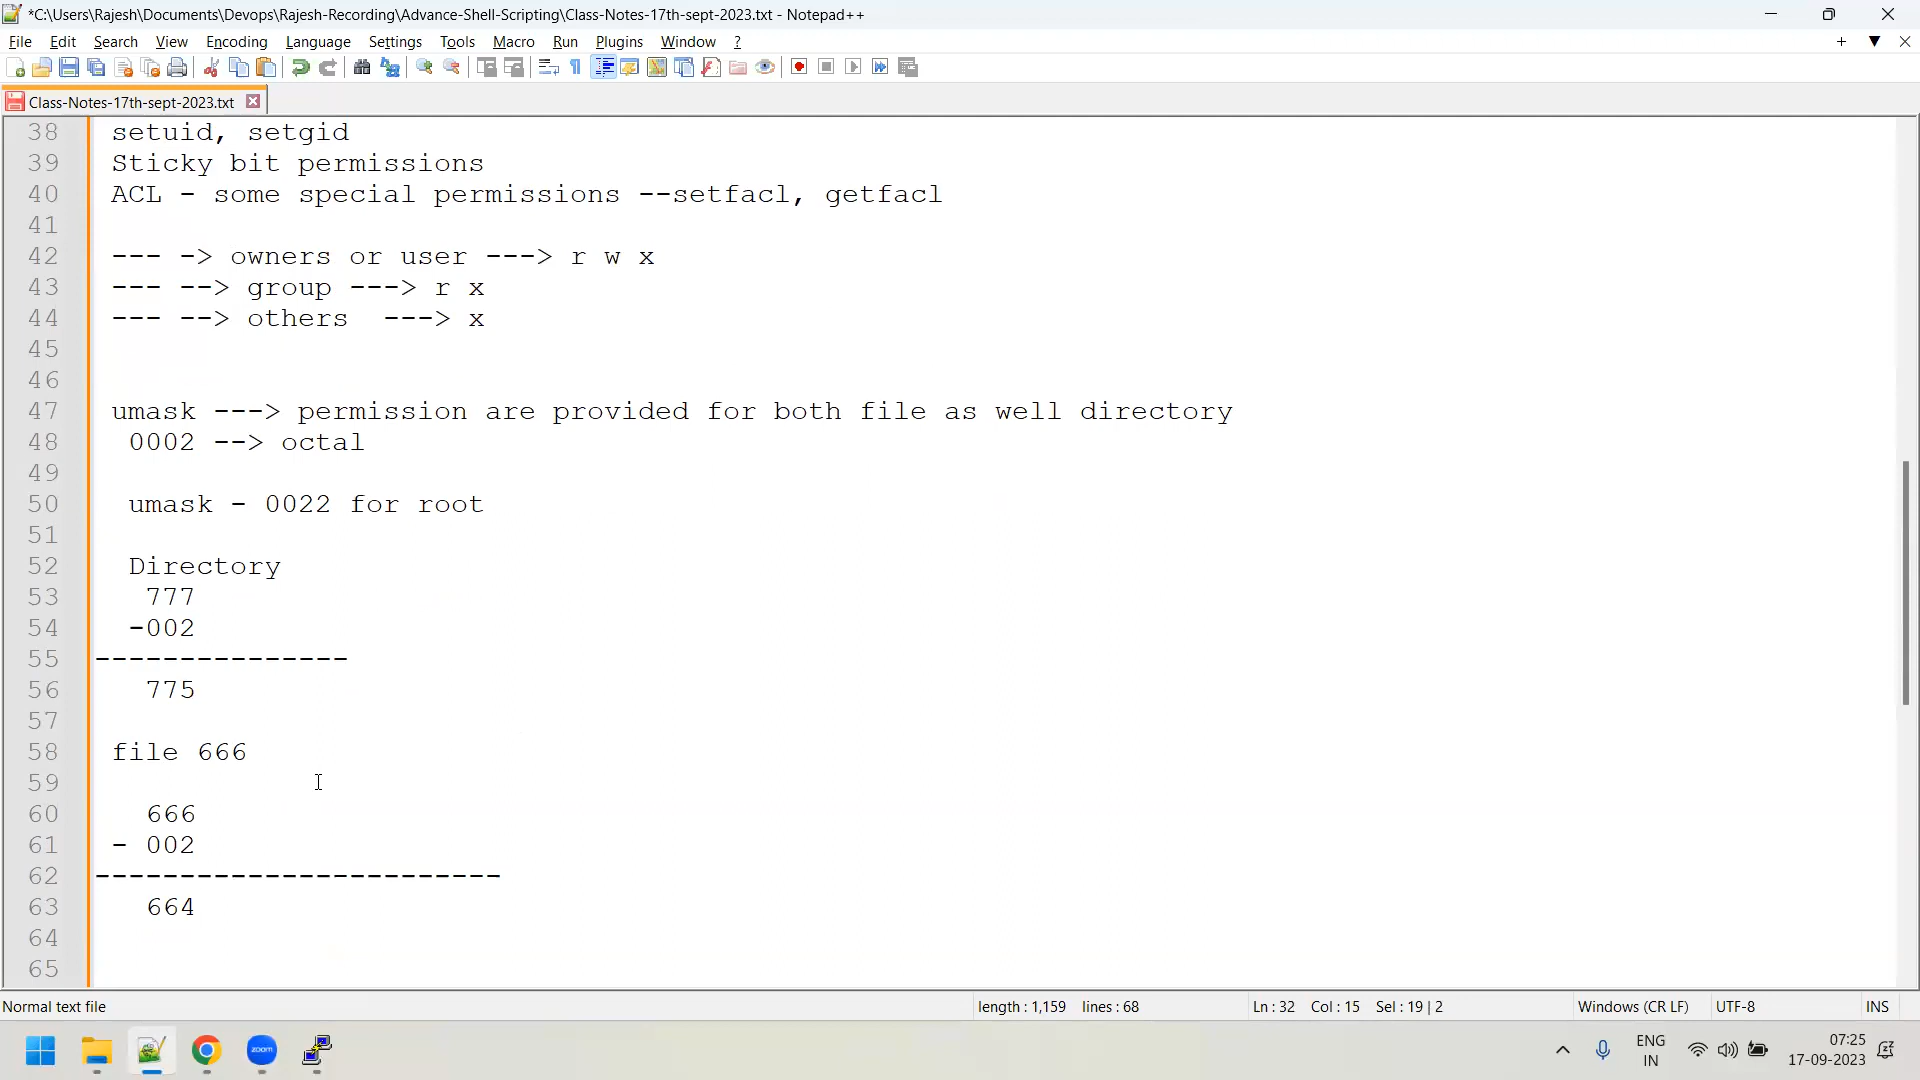 *C:\Users\Rajesh\Documents\Devops\Rajesh-Recording\Advance-Shell-Scripting\Class-Notes-17th-sept-2023.txt - Notepad++
File Edit Search View Encoding Language Settings Tools Macro Run Plugins Window ?
Class-Notes-17th-sept-2023.txt
38 setuid, setgid
39 Sticky bit permissions
40 ACL - some special permissions --setfacl, getfacl
41
42 --- -> owners or user ---> r w x
43 --- --> group ---> r x
44 --- --> others  ---> x
45
46
47 umask ---> permission are provided for both file as well directory
48 0002 --> octal
49
50 umask - 0022 for root
51
52 Directory
53 777
54 -002
55 ---------------
56 775
57
58 file 666
59
60 666
61 - 002
62 ------------------------
63 664
64
65
Normal text file length : 1,159 lines : 68 Ln : 32 Col : 15 Sel : 19 | 2 Windows (CR LF) UTF-8 INS
zoom ENG 07:25
IN 17-09-2023